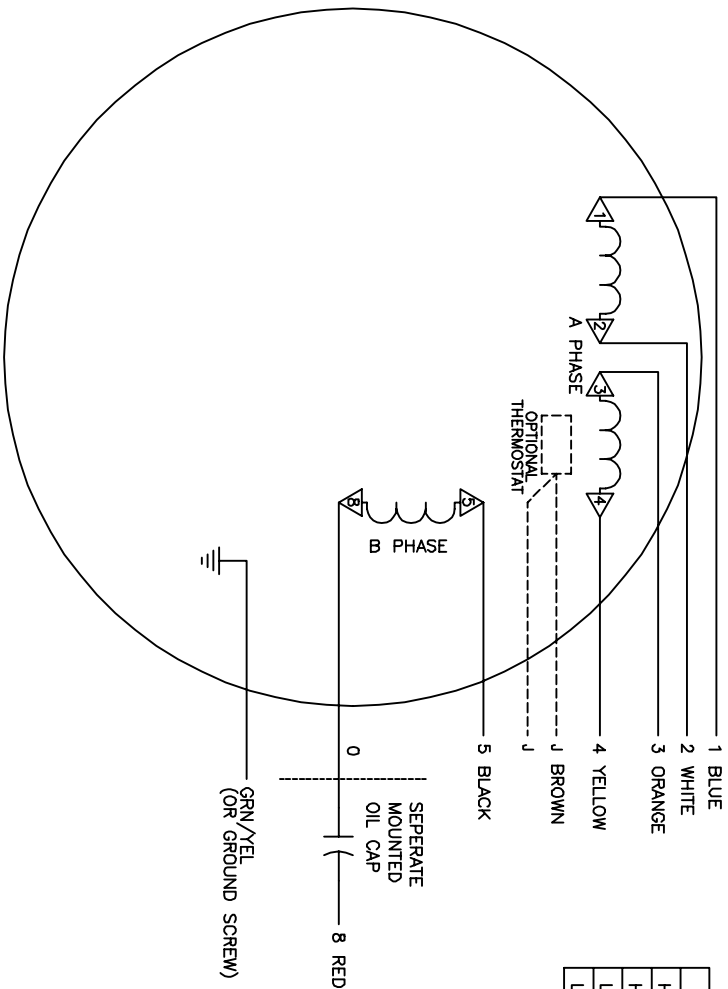 1 BLUE
2 WHITE
3 ORANGE
4 YELLOW
J BROWN
J
5 BLACK
1
2
A PHASE
3
4
OPTIONAL
THERMOSTAT
5
8
B PHASE
0
SEPERATE
MOUNTED
OIL CAP
8 RED
GRN/YEL
(OR GROUND SCREW)
H
H
L
L